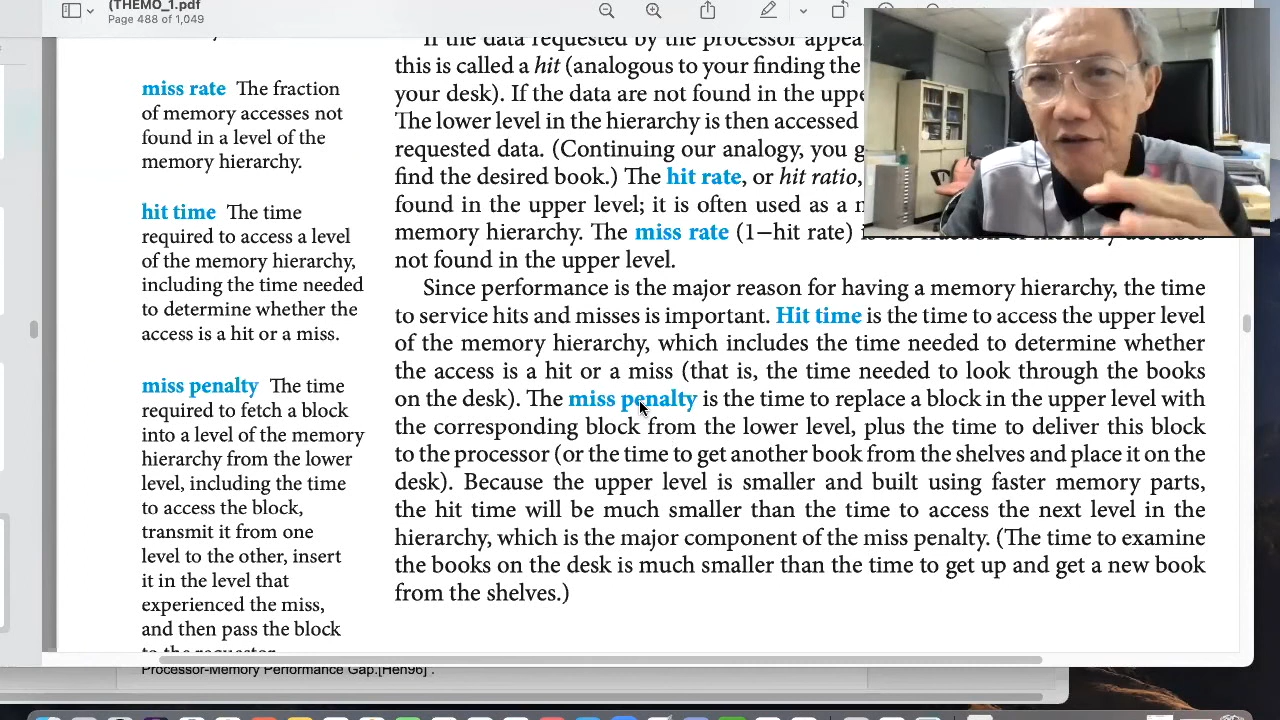 (THEMO_1.pdf
Page 488 of 1,049
miss rate The fraction
of memory accesses not
found in a level of the
memory hierarchy.
hit time The time
required to access a level
of the memory hierarchy,
including the time needed
to determine whether the
access is a hit or a miss.
miss penalty The time
required to fetch a block
into a level of the memory
hierarchy from the lower
level, including the time
to access the block,
transmit it from one
level to the other, insert
it in the level that
experienced the miss,
and then pass the block
to the requestor.
If the data requested by the processor appea
this is called a hit (analogous to your finding the
your desk). If the data are not found in the uppe
The lower level in the hierarchy is then accessed
requested data. (Continuing our analogy, you g
find the desired book.) The hit rate, or hit ratio,
found in the upper level; it is often used as a
memory hierarchy. The miss rate (1−hit rate) is the fraction of memory accesses
not found in the upper level.
Since performance is the major reason for having a memory hierarchy, the time
to service hits and misses is important. Hit time is the time to access the upper level
of the memory hierarchy, which includes the time needed to determine whether
the access is a hit or a miss (that is, the time needed to look through the books
on the desk). The miss penalty is the time to replace a block in the upper level with
the corresponding block from the lower level, plus the time to deliver this block
to the processor (or the time to get another book from the shelves and place it on the
desk). Because the upper level is smaller and built using faster memory parts,
the hit time will be much smaller than the time to access the next level in the
hierarchy, which is the major component of the miss penalty. (The time to examine
the books on the desk is much smaller than the time to get up and get a new book
from the shelves.)
Processor-Memory Performance Gap.[Hen96] .